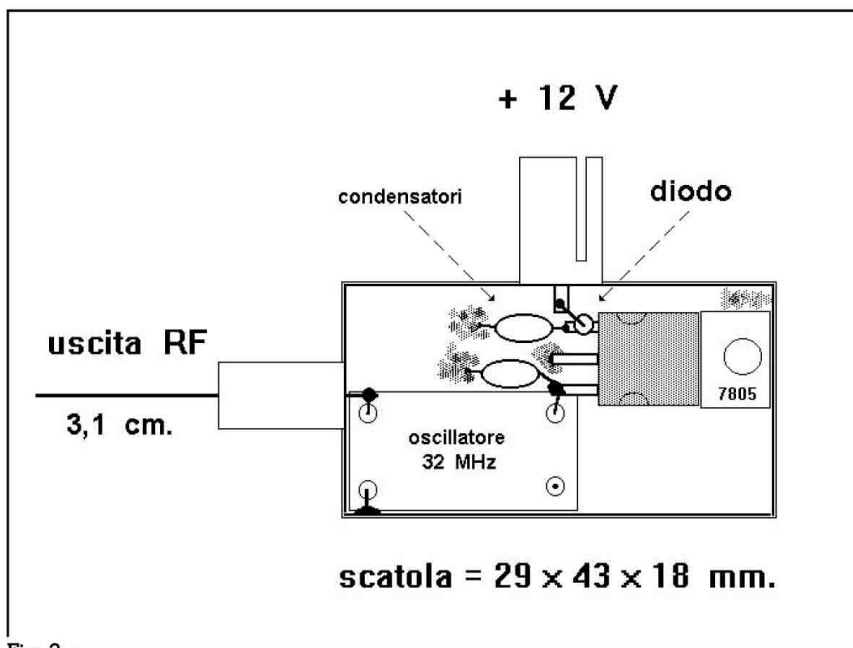 + 12 V
condensatori
diodo
uscita RF
3,1 cm.
7805
oscillatore
32 MHz
scatola = 29 x 43 x 18 mm.